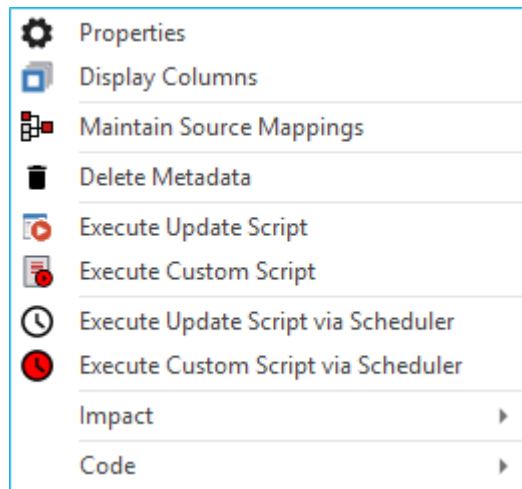 Properties
Display Columns
Maintain Source Mappings
Delete Metadata
Execute Update Script
Execute Custom Script
Execute Update Script via Scheduler
Execute Custom Script via Scheduler
Impact
Code